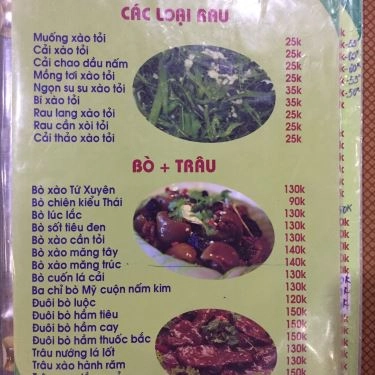 CÁC LOẠI RAU
Muống xào tỏi 25k
Cải xào tỏi 25k
Cải chao dầu nấm 25k
Mồng tơi xào tỏi 25k
Ngọn su su xào tỏi 35k
Bí xào tỏi 35k
Rau lang xào tỏi 25k
Rau cần xòi tỏi 25k
Cải thảo xào tỏi 25k
BÒ + TRÂU
Bò xào Tứ Xuyên 130k
Bò chiên kiểu Thái 90k
Bò lúc lắc 130k
Bò sốt tiêu đen 130k
Bò xào cần tỏi 130k
Bò xào măng tây 140k
Bò xào măng trúc 140k
Bò cuốn lá cải 130k
Ba chỉ bò Mỹ cuộn nấm kim 130k
Đuôi bò luộc 120k
Đuôi bò hầm tiêu 150k
Đuôi bò hầm cay 150k
Đuôi bò hầm thuốc bắc 150k
Trâu nướng lá lốt 130k
Trâu xào hành răm 130k